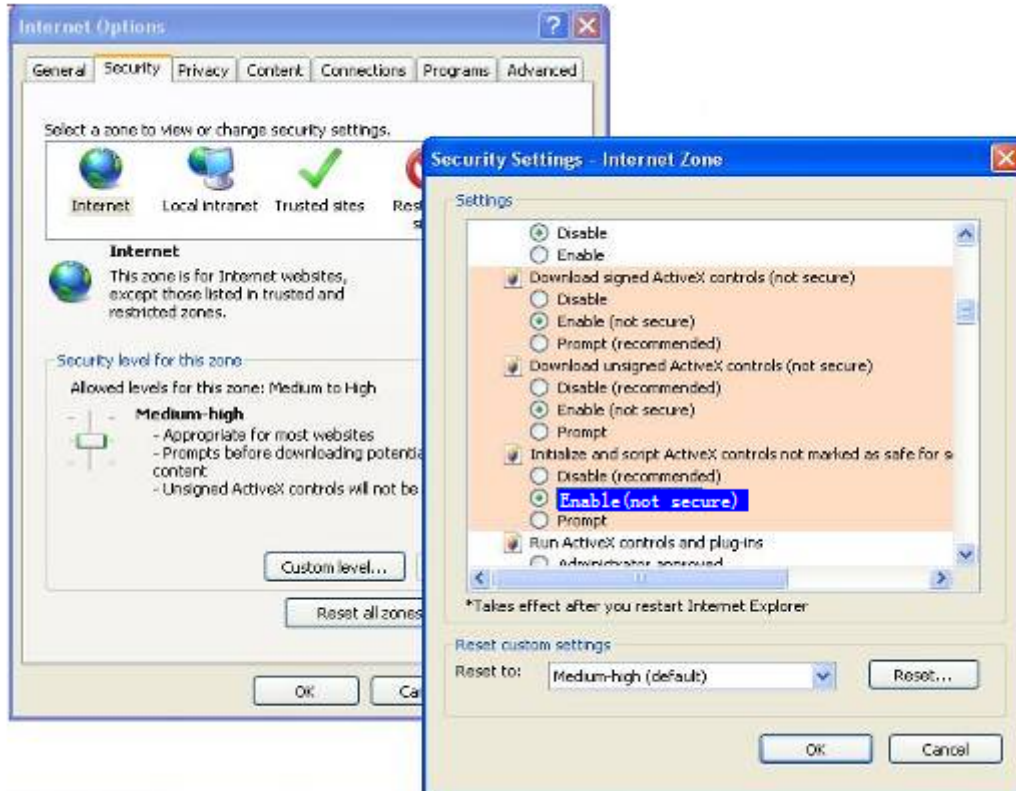 Internet Options
General Security Privacy Content Connections Programs Advanced
Select a zone to view or change security settings.
Internet Local intranet Trusted sites
Internet
This zone is for Internet websites,
except those listed in trusted and
restricted zones.
Security level for this zone
Allowed levels for this zone: Medium to High
Medium-high
- Appropriate for most websites
- Prompts before downloading
content
- Unsigned ActiveX controls will not be
Custom level...
Reset all zones
OK
Security Settings - Internet Zone
Settings
Disable
Enable
Download signed ActiveX controls (not secure)
Disable
Enable (not secure)
Prompt (recommended)
Download unsigned ActiveX controls (not secure)
Disable (recommended)
Enable (not secure)
Prompt
Initialize and script ActiveX controls not marked as safe for s
Disable (recommended)
Enable(not secure)
Prompt
Run ActiveX controls and plug-ins
Administrator approved
*Takes effect after you restart Internet Explorer
Reset custom settings
Reset to: Medium-high (default) Reset...
OK Cancel